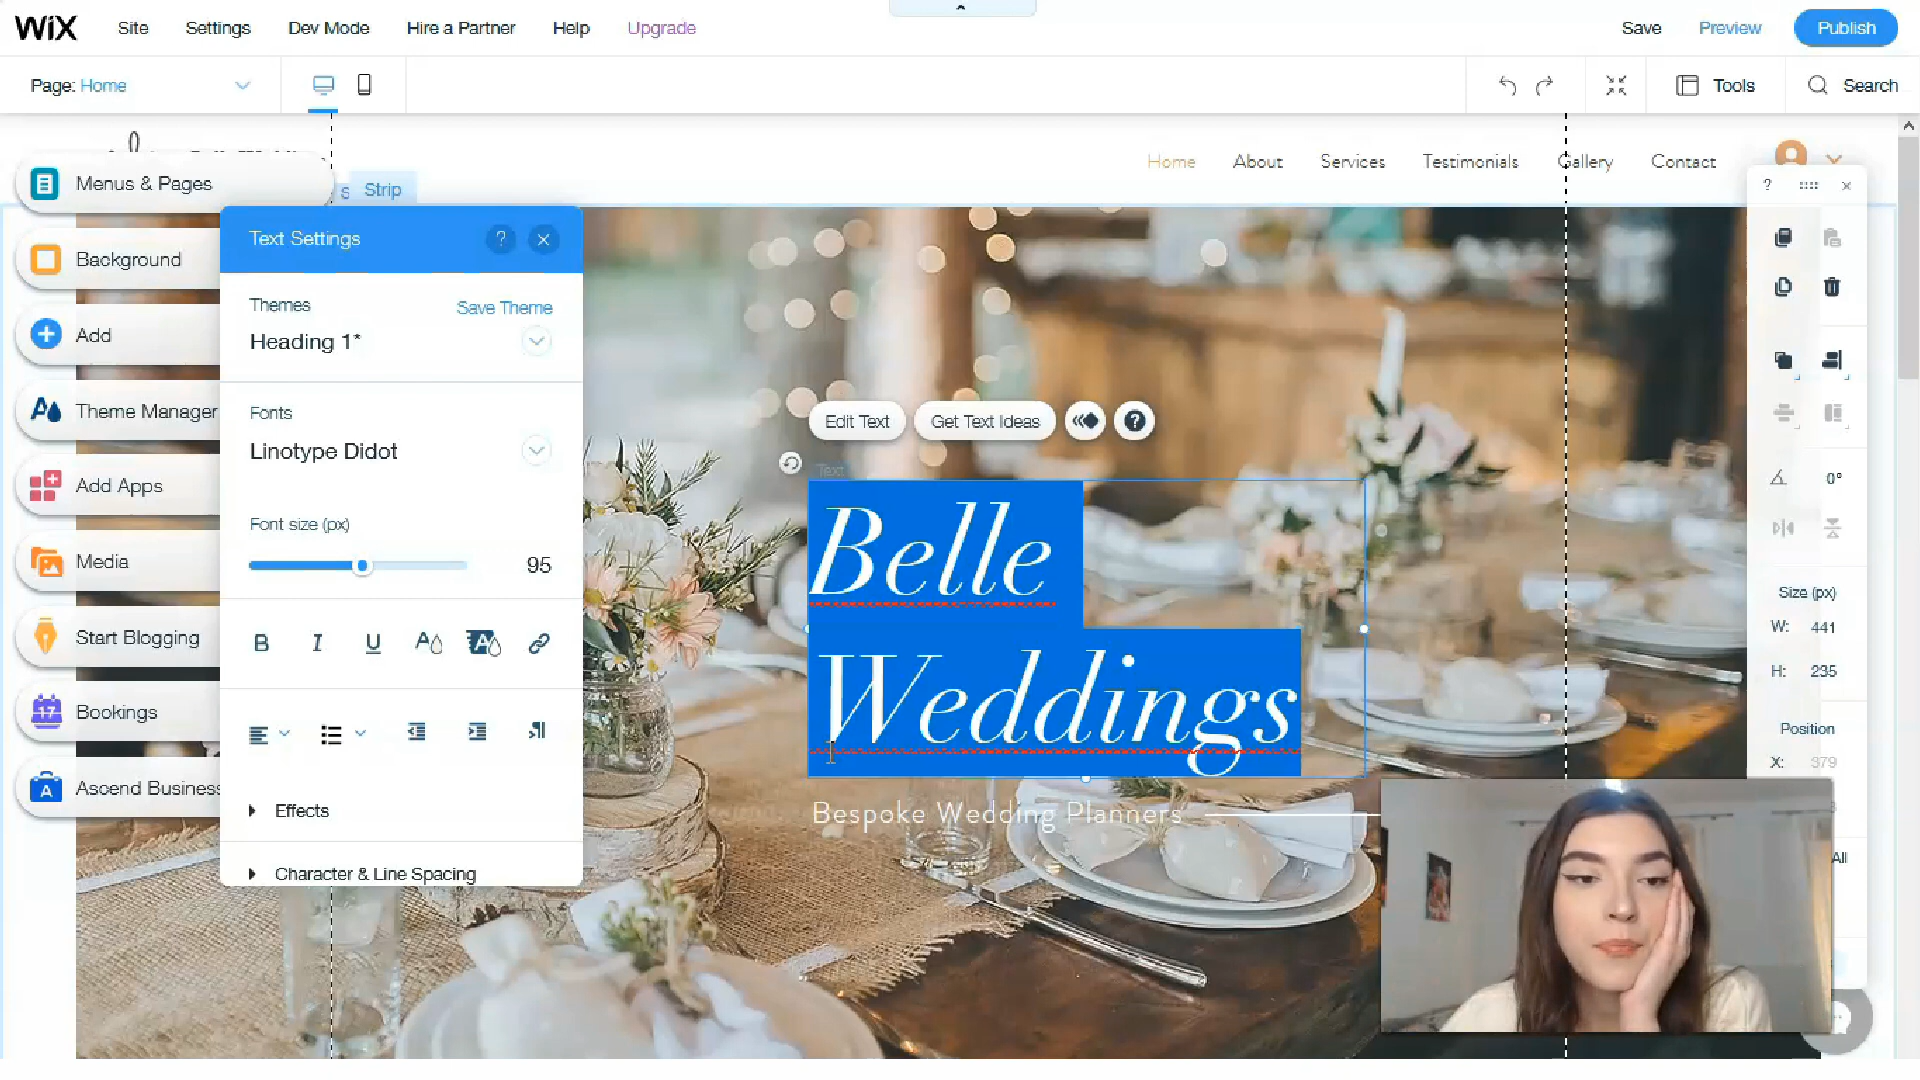 WiX
Site
Settings
Dev Mode
Hire a Partner
Help
Upgrade
Save
Preview
Publish
Page: Home
Tools
Search
Home
About
Services
Testimonials
Gallery
Contact
S
Strip
Menus & Pages
Background
Add
Theme Manager
Add Apps
Media
Start Blogging
17
Bookings
A
Ascend Business
Text Settings
?
Themes
Save Theme
Heading 1*
Fonts
Linotype Didot
Font size (px)
95
B
I
U
A
A
Effects
Character & Line Spacing
Edit Text
Get Text Ideas
?
Text
Belle
Weddings
Bespoke Wedding Planners
?
0°
Size (px)
W: 441
H: 235
Position
X: 379
All